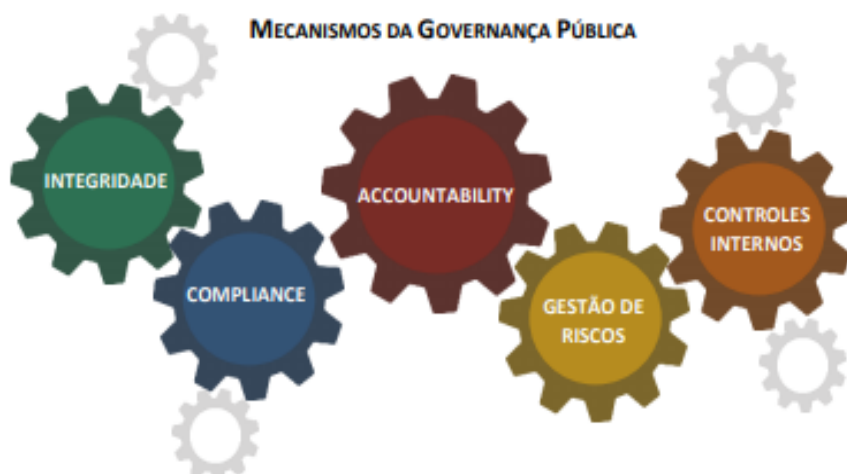 MECANISMOS DA GOVERNANÇA PÚBLICA
INTEGRIDADE
COMPLIANCE
ACCOUNTABILITY
GESTÃO DE
RISCOS
CONTROLES
INTERNOS